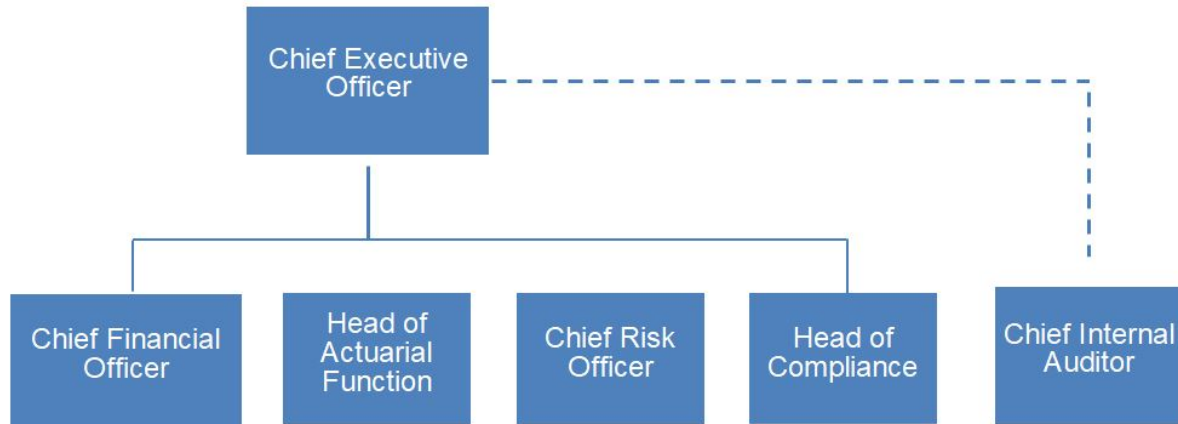 Chief Executive
Officer
Chief Financial
Officer
Head of
Actuarial
Function
Chief Risk
Officer
Head of
Compliance
Chief Internal
Auditor